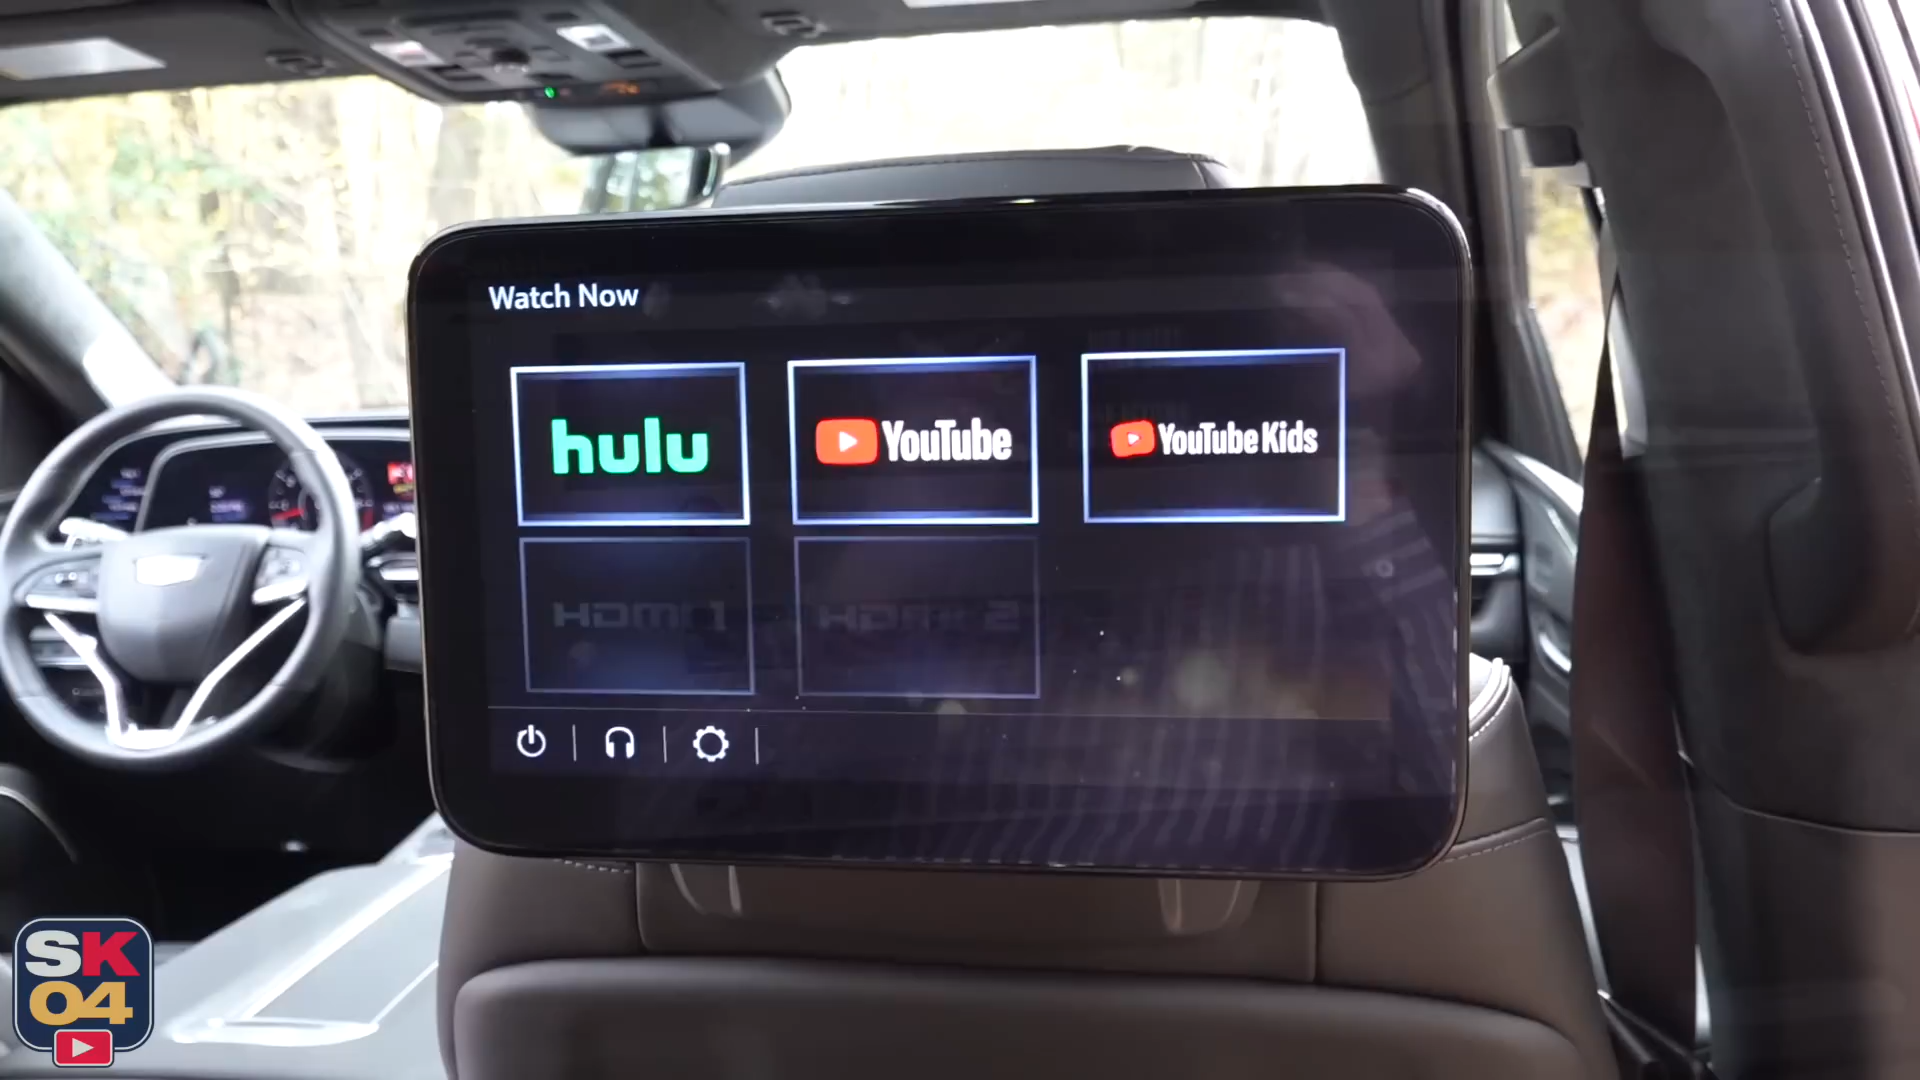 Watch Now
hulu
YouTube
YouTube Kids
HDMI 1
HDMI 2
SK
04